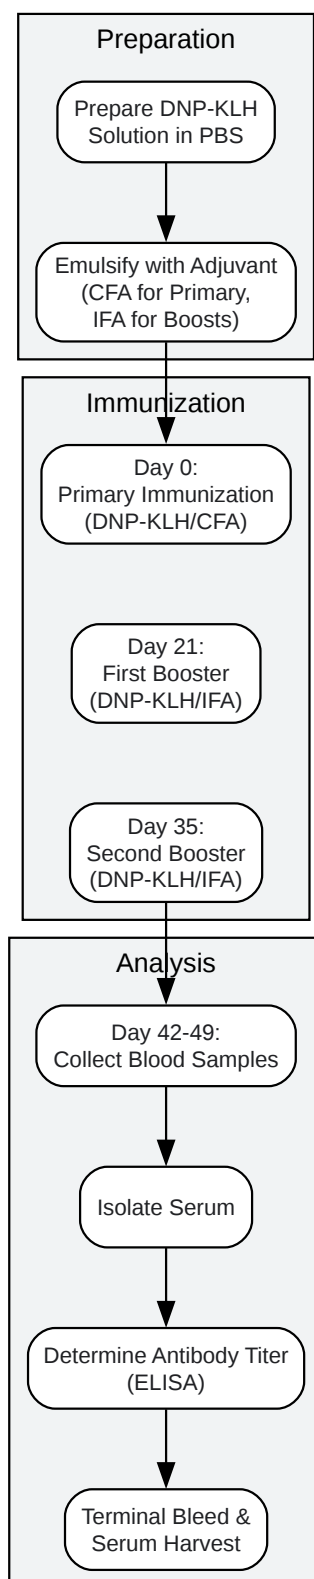 Preparation
Prepare DNP-KLH
Solution in PBS
Emulsify with Adjuvant
(CFA for Primary,
IFA for Boosts)
Immunization
Day 0:
Primary Immunization
(DNP-KLH/CFA)
Day 21:
First Booster
(DNP-KLH/IFA)
Day 35:
Second Booster
(DNP-KLH/IFA)
Analysis
Day 42-49:
Collect Blood Samples
Isolate Serum
Determine Antibody Titer
(ELISA)
Terminal Bleed &
Serum Harvest